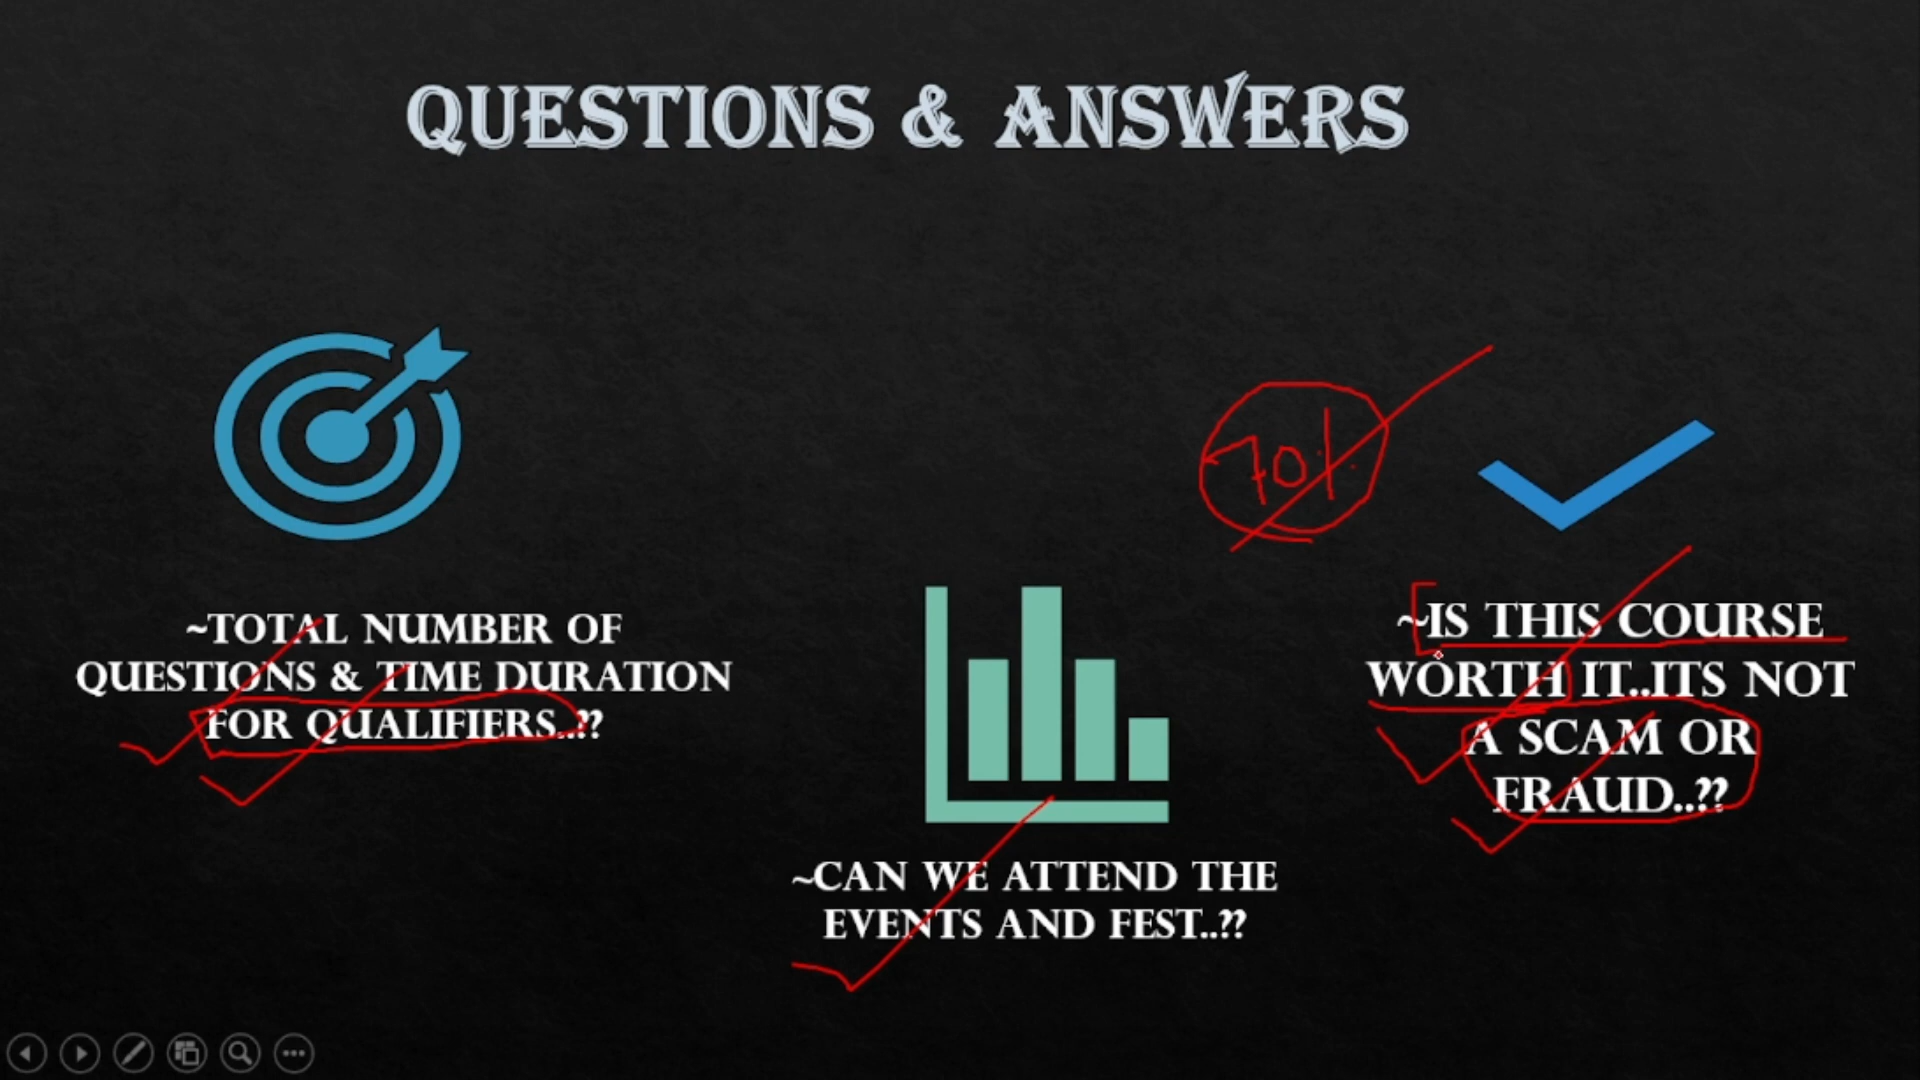 QUESTIONS & ANSWERS
70%
~TOTAL NUMBER OF
QUESTIONS & TIME DURATION
FOR QUALIFIERS..??
~CAN WE ATTEND THE
EVENTS AND FEST..??
~IS THIS COURSE
WORTH IT..ITS NOT
A SCAM OR
FRAUD..??